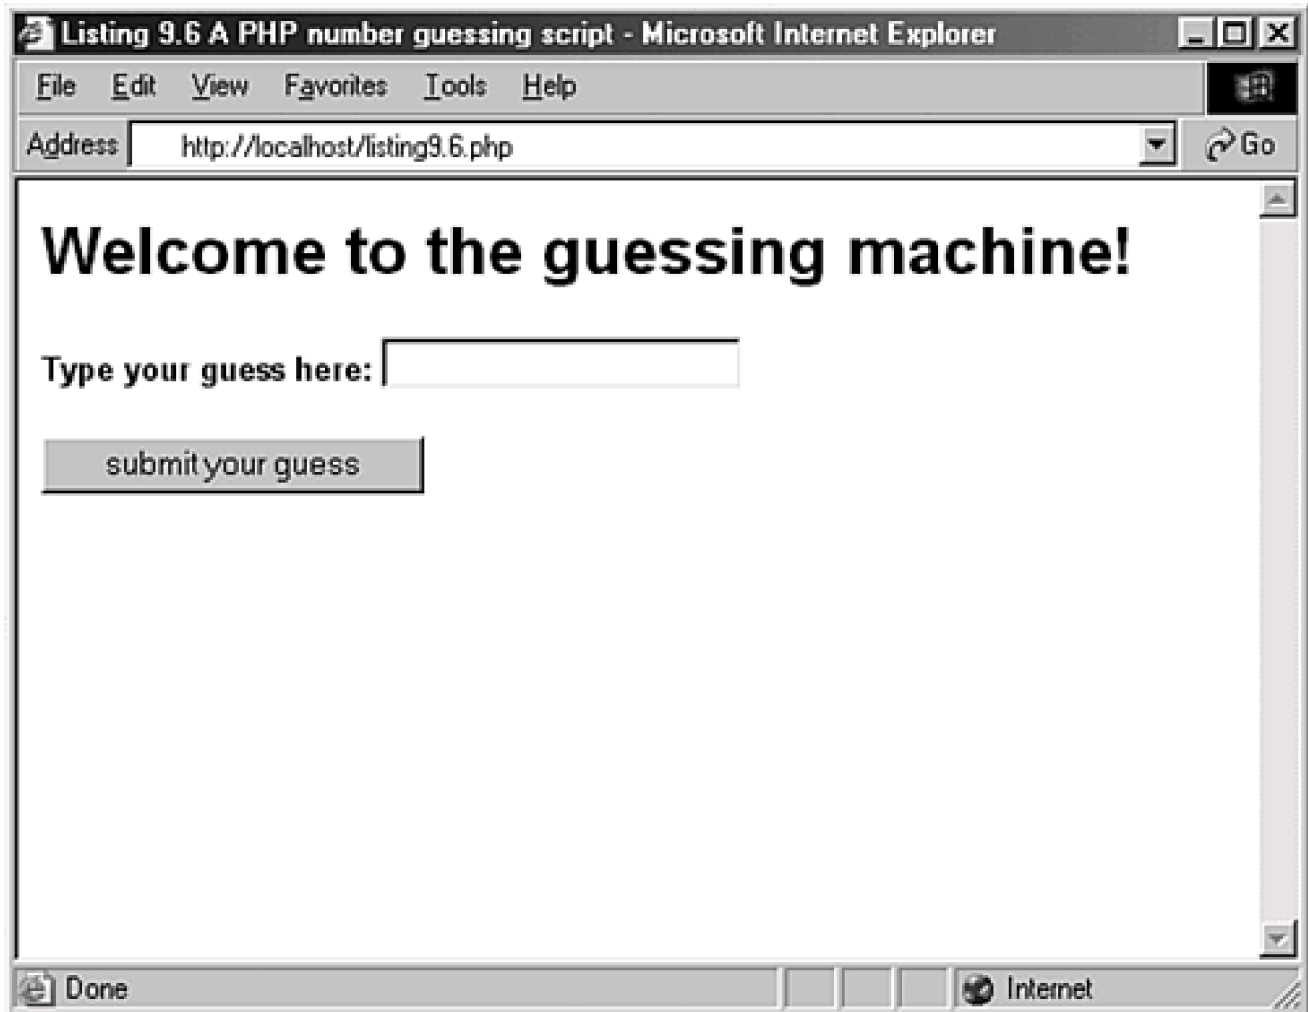 Listing 9.6 A PHP number guessing script - Microsoft Internet Explorer
File Edit View Favorites Tools Help
Address http://localhost/listing9.6.php Go
Welcome to the guessing machine!
Type your guess here:
submit your guess
Done Internet